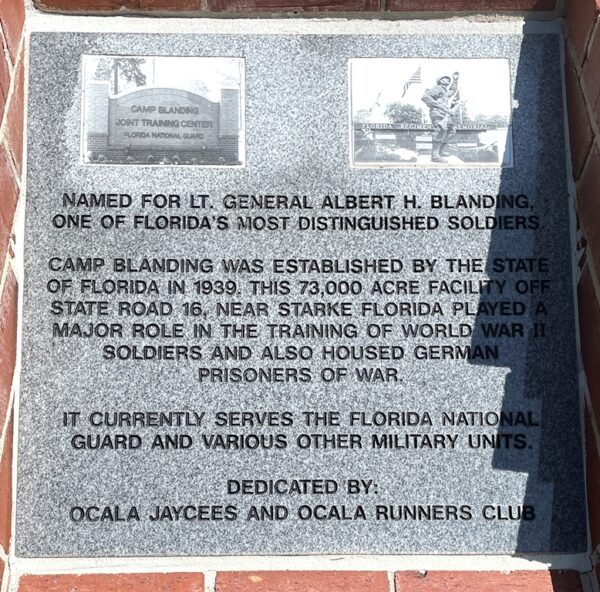 CAMP BLANDING
JOINT TRAINING CENTER
FLORIDA NATIONAL GUARD
FLORIDA REGIMENTAL MEMORIAL
NAMED FOR LT. GENERAL ALBERT H. BLANDING,
ONE OF FLORIDA'S MOST DISTINGUISHED SOLDIERS.
CAMP BLANDING WAS ESTABLISHED BY THE STATE
OF FLORIDA IN 1939. THIS 73,000 ACRE FACILITY OFF
STATE ROAD 16, NEAR STARKE FLORIDA PLAYED A
MAJOR ROLE IN THE TRAINING OF WORLD WAR II
SOLDIERS AND ALSO HOUSED GERMAN
PRISONERS OF WAR.
IT CURRENTLY SERVES THE FLORIDA NATIONAL
GUARD AND VARIOUS OTHER MILITARY UNITS.
DEDICATED BY:
OCALA JAYCEES AND OCALA RUNNERS CLUB